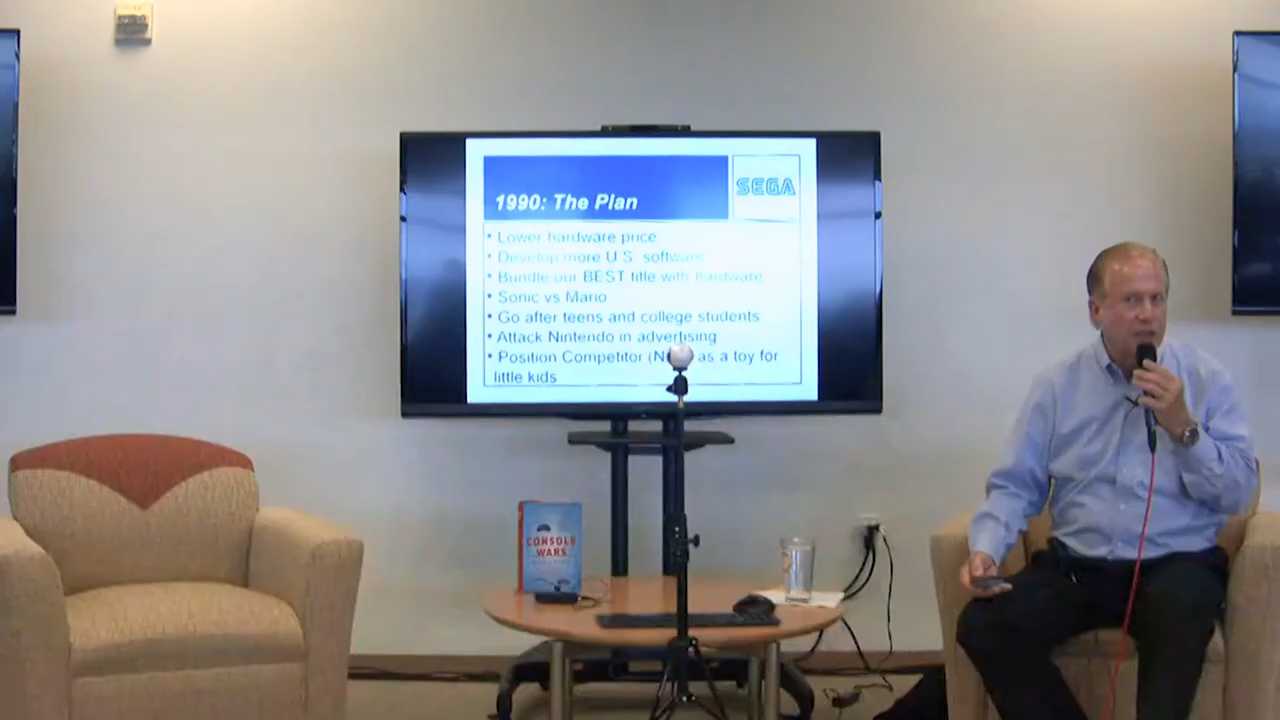 1990: The Plan
SEGA
• Lower hardware price
• Develop more U.S. software
• Bundle our BEST title with hardware
• Sonic vs Mario
• Go after teens and college students
• Attack Nintendo in advertising
• Position Competitor as a toy for
little kids
CONSOLE
WARS